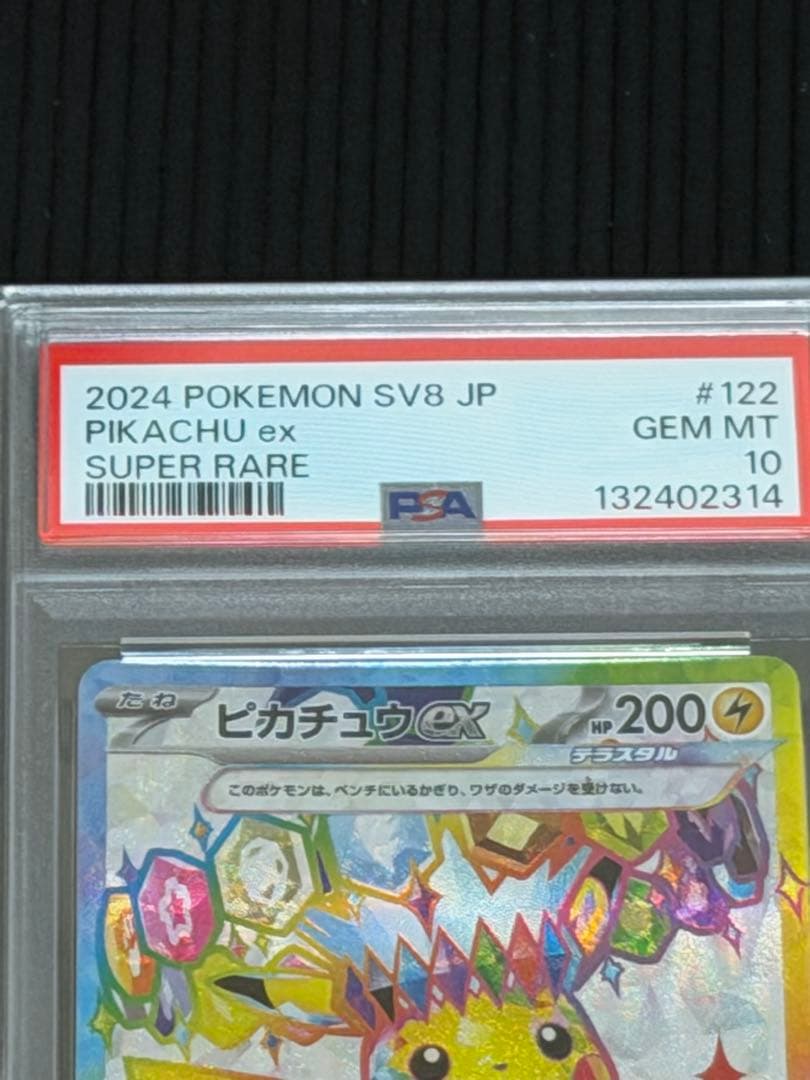 2024 POKEMON SV8 JP #122
PIKACHU ex GEM MT
SUPER RARE 10
PSA 132402314
たね ピカチュウex HP 200
テラスタル
このポケモンは、ベンチにいるかぎり、ワザのダメージを受けない。